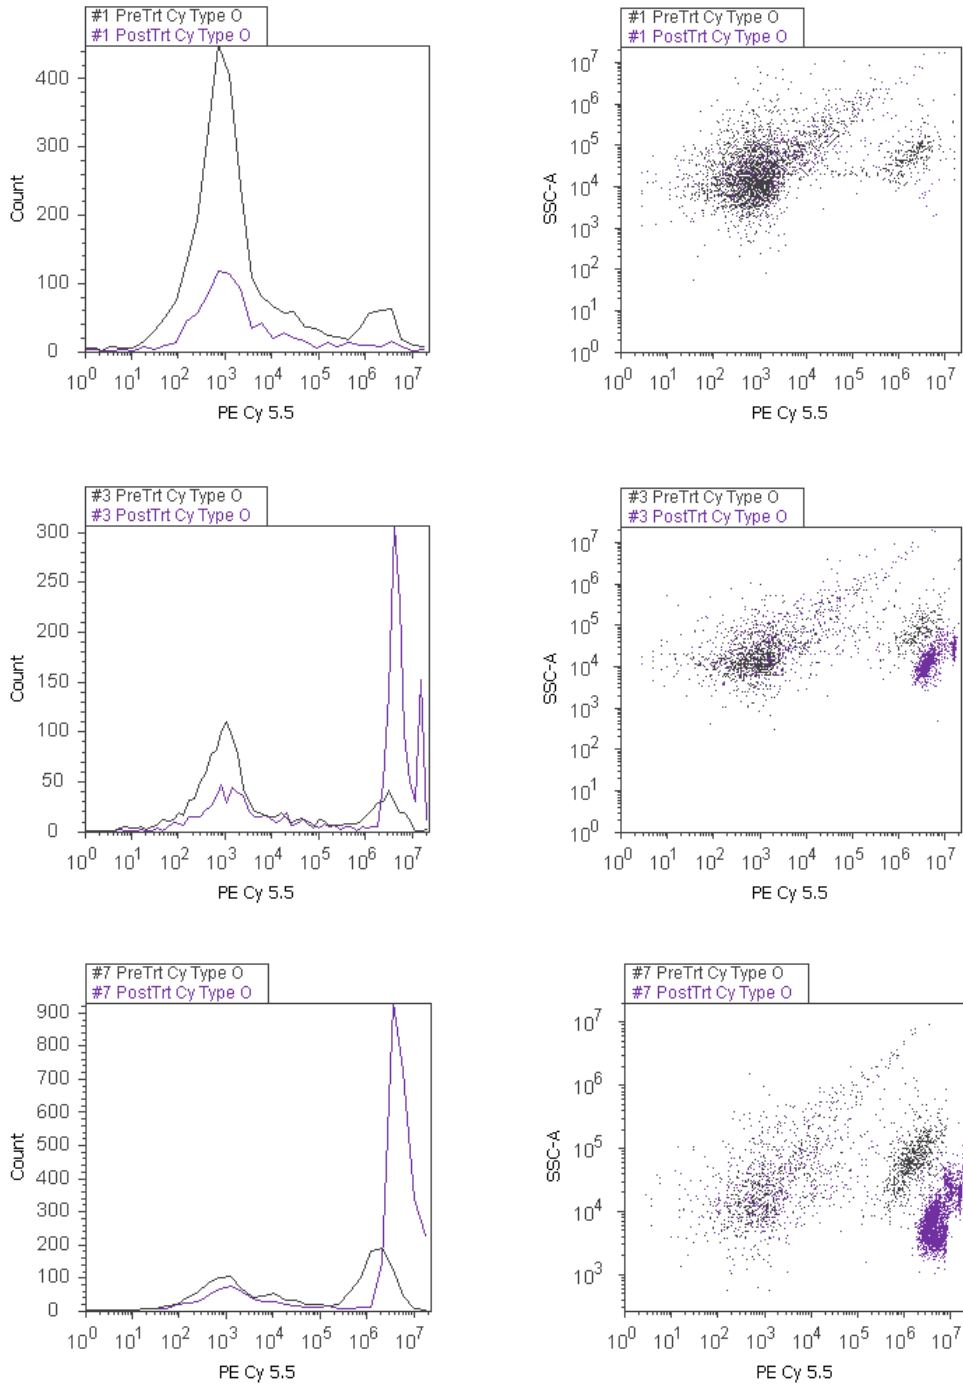 #1 PreTrt Cy Type O
#1 PostTrt Cy Type O
400
300
200
100
0
Count
10^0 10^1 10^2 10^3 10^4 10^5 10^6 10^7
PE Cy 5.5
#1 PreTrt Cy Type O
#1 PostTrt Cy Type O
10^7
10^6
10^5
10^4
10^3
10^2
10^1
10^0
SSC-A
10^0 10^1 10^2 10^3 10^4 10^5 10^6 10^7
PE Cy 5.5
#3 PreTrt Cy Type O
#3 PostTrt Cy Type O
300
250
200
150
100
50
0
Count
10^0 10^1 10^2 10^3 10^4 10^5 10^6 10^7
PE Cy 5.5
#3 PreTrt Cy Type O
#3 PostTrt Cy Type O
10^7
10^6
10^5
10^4
10^3
10^2
10^1
10^0
SSC-A
10^0 10^1 10^2 10^3 10^4 10^5 10^6 10^7
PE Cy 5.5
#7 PreTrt Cy Type O
#7 PostTrt Cy Type O
900
800
700
600
500
400
300
200
100
0
Count
10^0 10^1 10^2 10^3 10^4 10^5 10^6 10^7
PE Cy 5.5
#7 PreTrt Cy Type O
#7 PostTrt Cy Type O
10^7
10^6
10^5
10^4
10^3
SSC-A
10^0 10^1 10^2 10^3 10^4 10^5 10^6 10^7
PE Cy 5.5